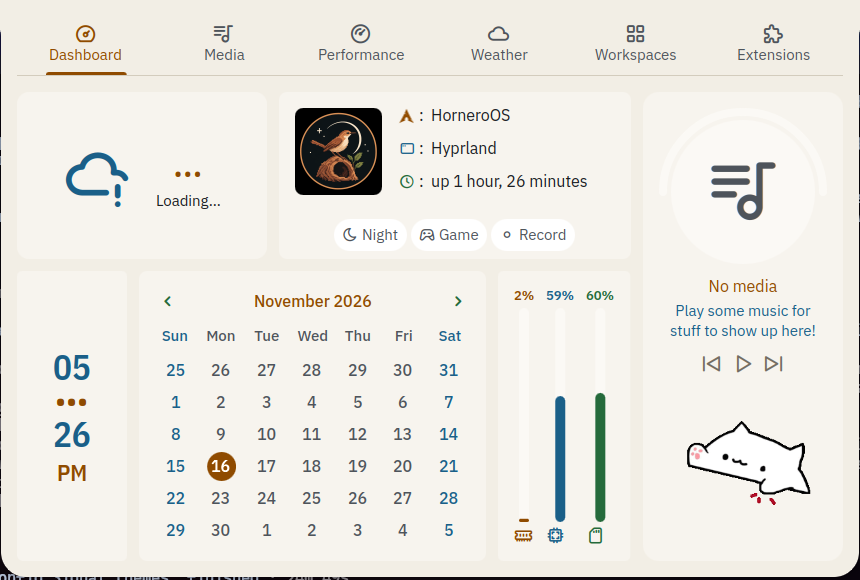 Dashboard Media Performance Weather Workspaces Extensions
Loading...
: HorneroOS
: Hyprland
: up 1 hour, 26 minutes
Night Game Record
No media
Play some music for
stuff to show up here!
05
26
PM
November 2026
Sun Mon Tue Wed Thu Fri Sat
25 26 27 28 29 30 31
1 2 3 4 5 6 7
8 9 10 11 12 13 14
15 16 17 18 19 20 21
22 23 24 25 26 27 28
29 30 1 2 3 4 5
2% 59% 60%